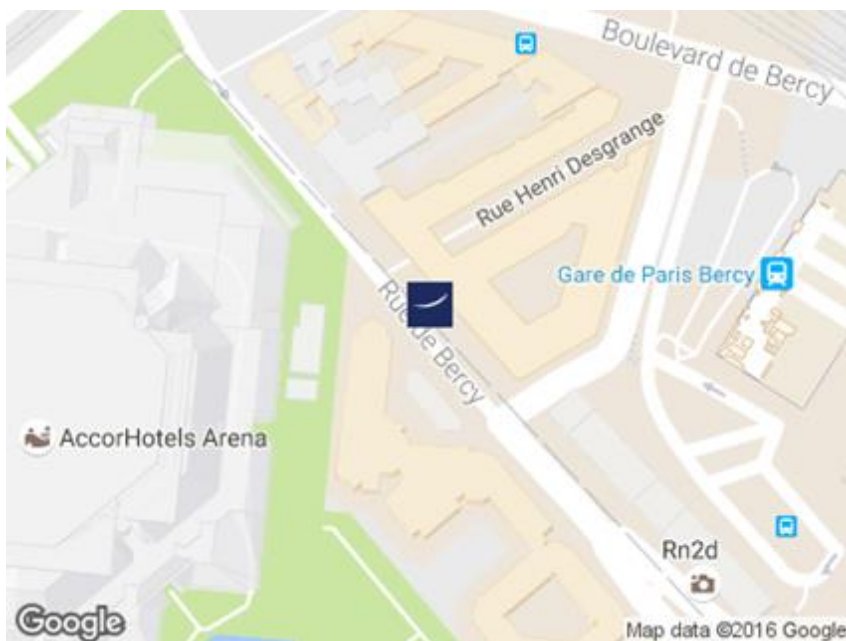 Boulevard de Bercy
Rue Henri Desgrange
Gare de Paris Bercy
Rue de Bercy
AccorHotels Arena
Rn2d
Google
Map data ©2016 Google